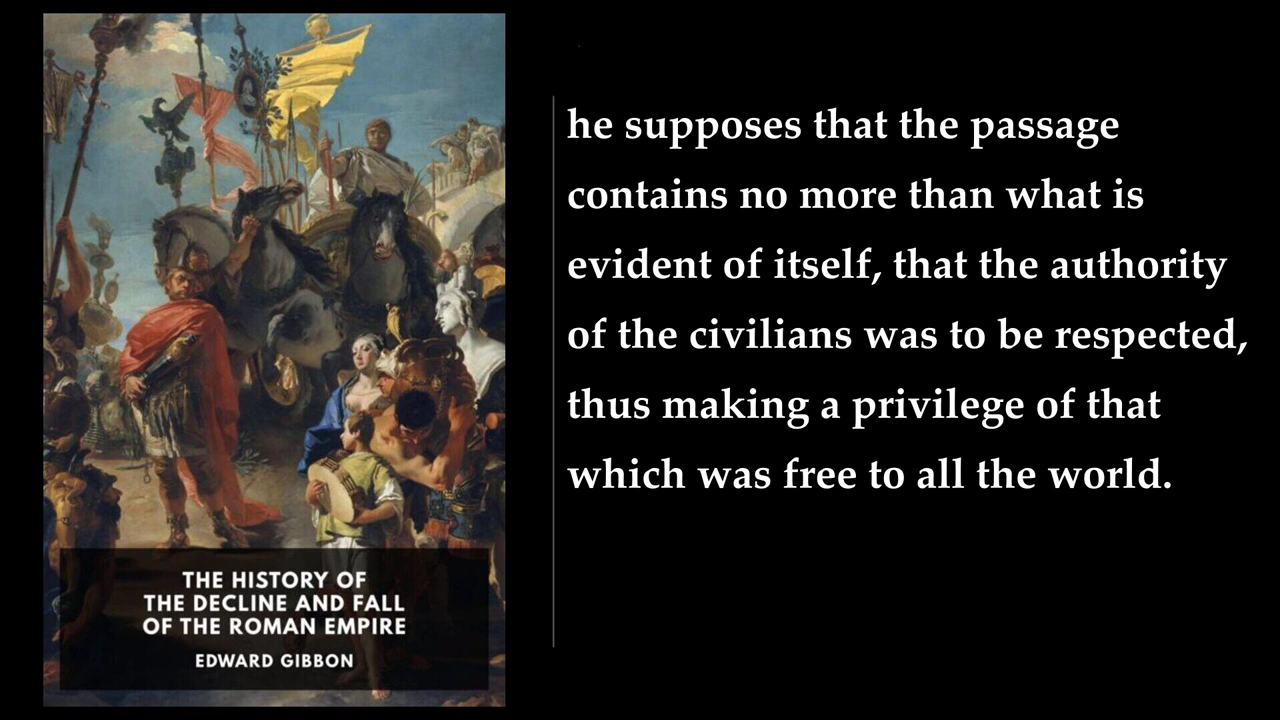 he supposes that the passage
contains no more than what is
evident of itself, that the authority
of the civilians was to be respected,
thus making a privilege of that
which was free to all the world.
THE HISTORY OF
THE DECLINE AND FALL
OF THE ROMAN EMPIRE
EDWARD GIBBON